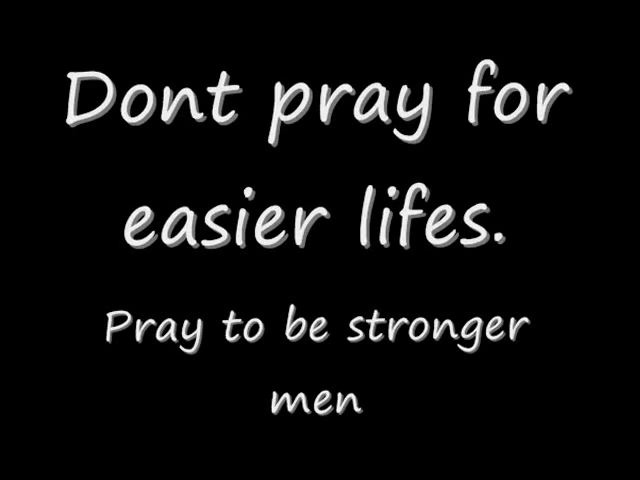 Dont pray for
easier lifes.
Pray to be stronger
men